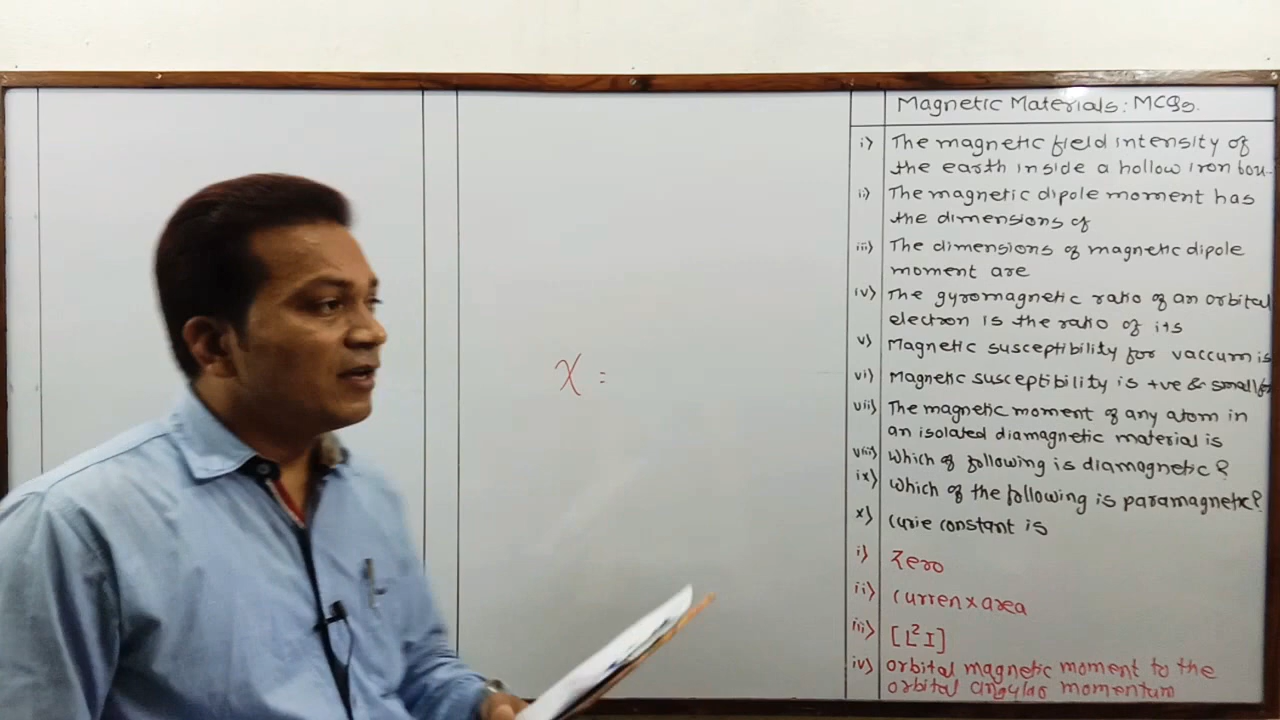 χ =
Magnetic Materials: MCQs.
i) The magnetic field intensity of
the earth inside a hollow iron box
ii) The magnetic dipole moment has
the dimensions of
iii) The dimensions of magnetic dipole
moment are
iv) The gyromagnetic ratio of an orbital
electron is the ratio of its
v) Magnetic susceptibility for vaccum is
vi) Magnetic susceptibility is +ve & small for
vii) The magnetic moment of any atom in
an isolated diamagnetic material is
viii) Which of following is diamagnetic?
ix) Which of the following is paramagnetic?
x) Curie constant is
i) Zero
ii) Curren x area
iii) [L²I]
iv) orbital magnetic moment to the
orbital angular momentum